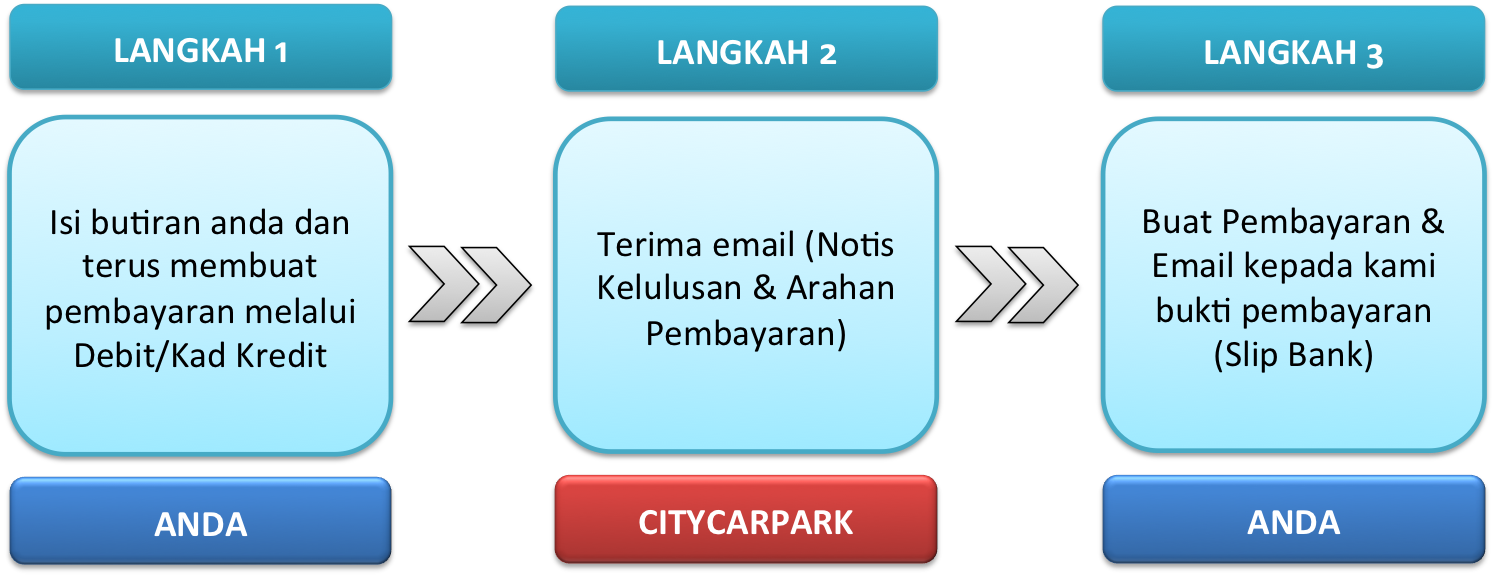 LANGKAH 1
LANGKAH 2
LANGKAH 3
Isi butiran anda dan
terus membuat
pembayaran melalui
Debit/Kad Kredit
Terima email (Notis
Kelulusan & Arahan
Pembayaran)
Buat Pembayaran &
Email kepada kami
bukti pembayaran
(Slip Bank)
ANDA
CITYCARPARK
ANDA